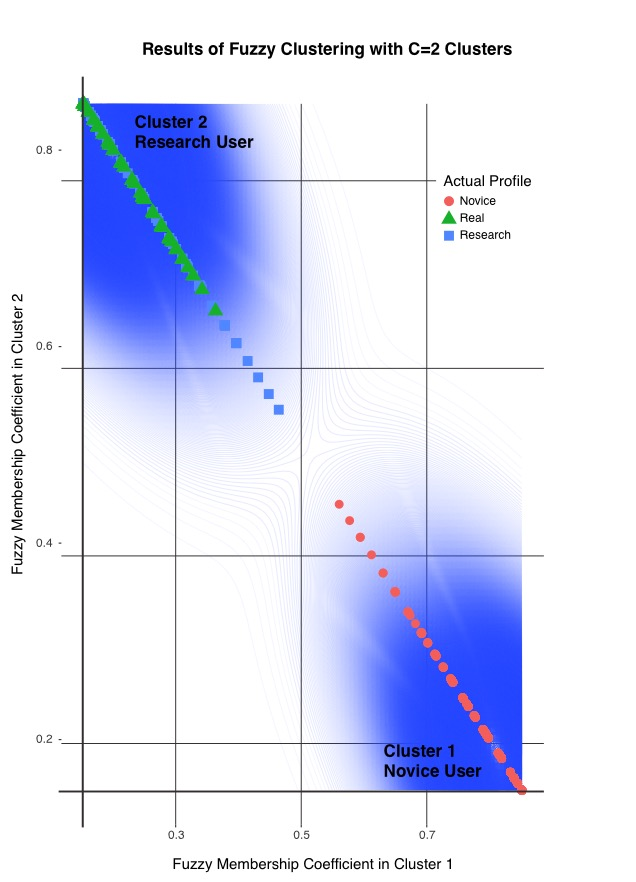 Results of Fuzzy Clustering with C=2 Clusters
Cluster 2
Research User
Actual Profile
Novice
Real
Research
0.8
0.6
0.4
0.2
Fuzzy Membership Coefficient in Cluster 2
Cluster 1
Novice User
0.3
0.5
0.7
Fuzzy Membership Coefficient in Cluster 1